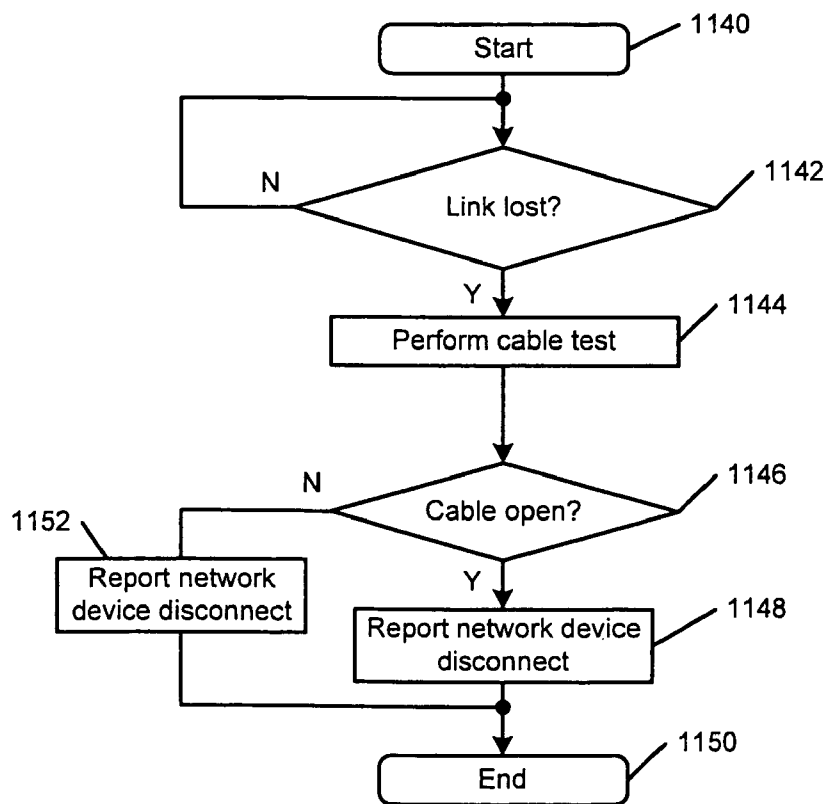 Start
1140
N
Link lost?
1142
Y
1144
Perform cable test
N
1146
Cable open?
1152
Report network
device disconnect
Y
1148
Report network device
disconnect
1150
End